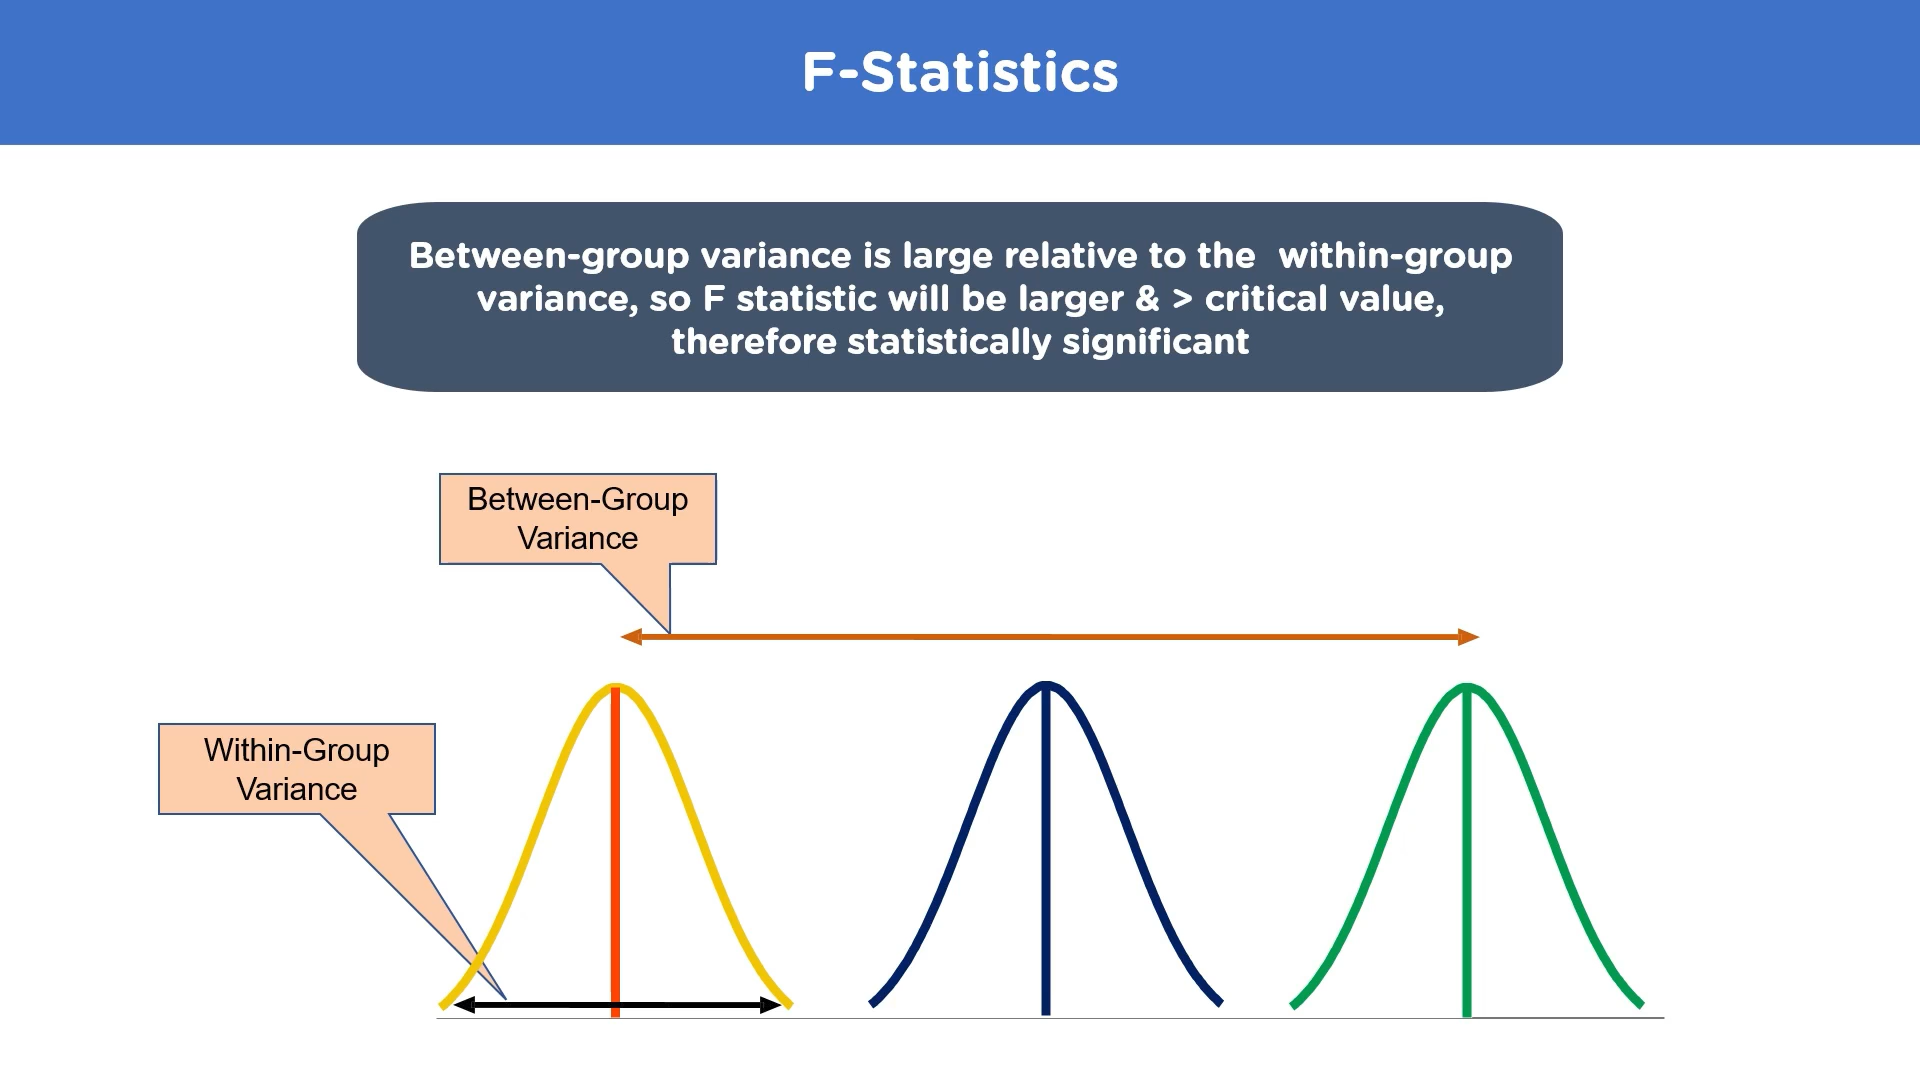 F-Statistics
Between-group variance is large relative to the  within-group
variance, so F statistic will be larger & > critical value,
therefore statistically significant
Between-Group
Variance
Within-Group
Variance